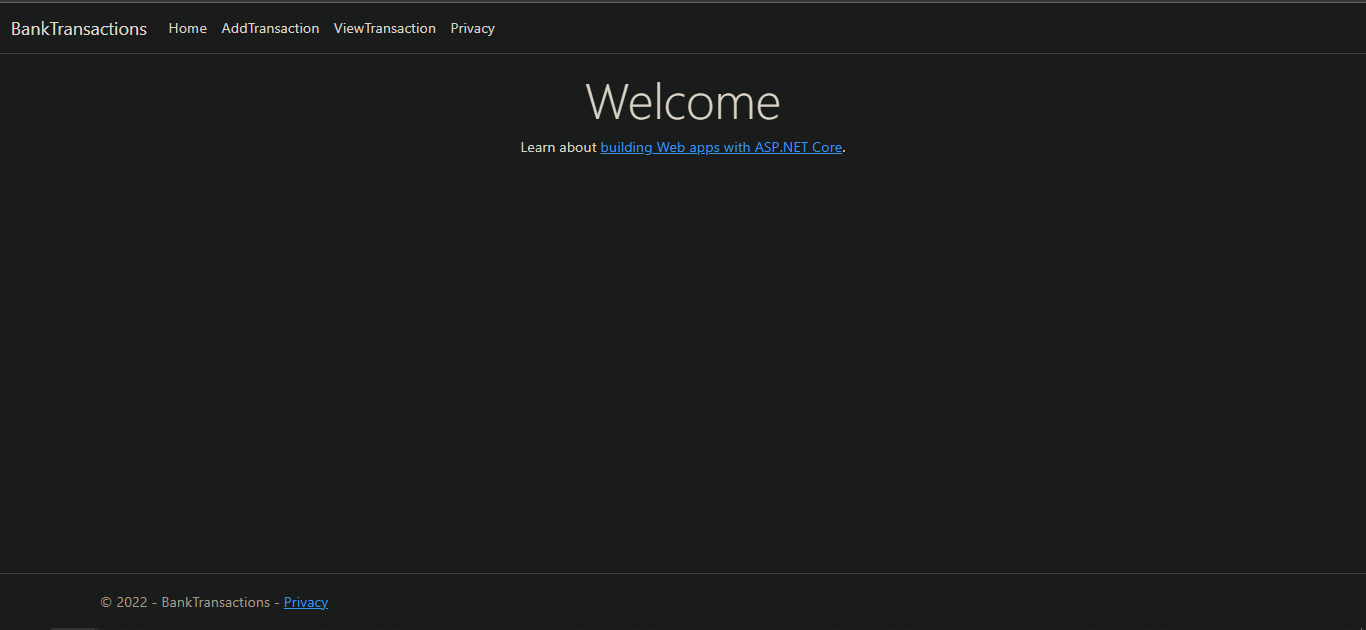 BankTransactions Home AddTransaction ViewTransaction Privacy
Welcome
Learn about building Web apps with ASP.NET Core.
© 2022 - BankTransactions - Privacy